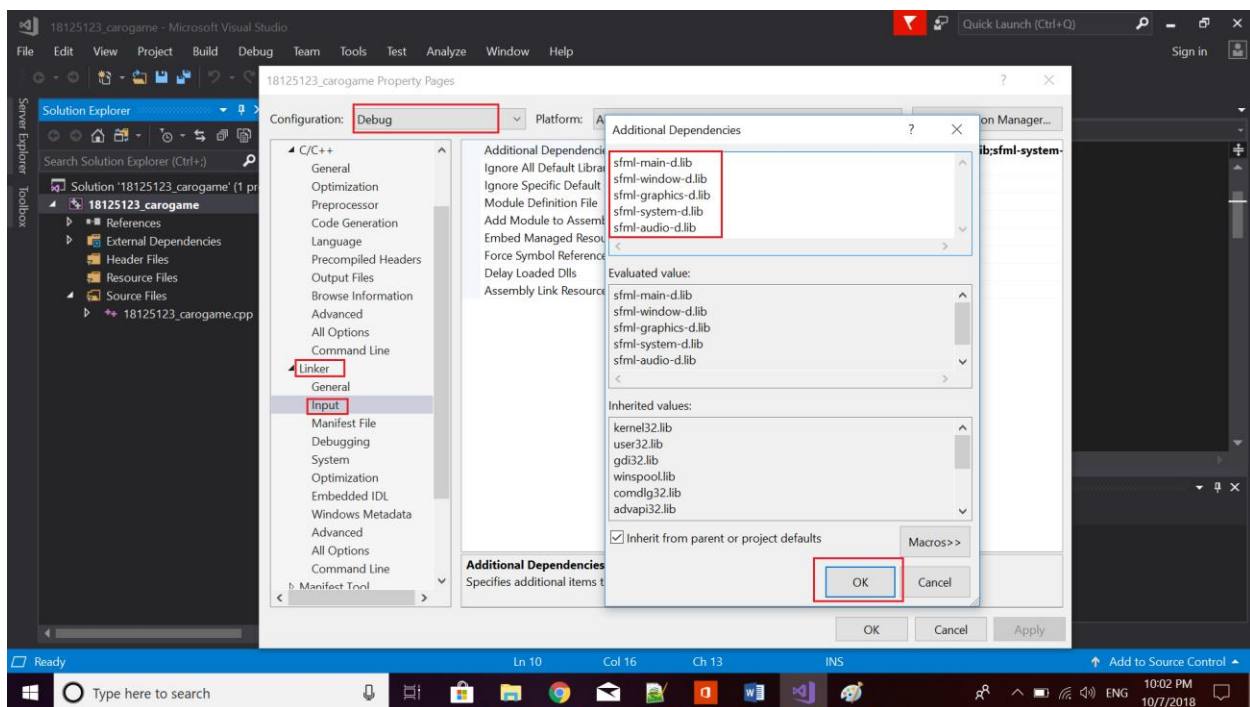 18125123_carogame - Microsoft Visual Studio
Quick Launch (Ctrl+Q)
File Edit View Project Build Debug Team Tools Test Analyze Window Help
Sign in
Server Explorer
Toolbox
Solution Explorer
Search Solution Explorer (Ctrl+;)
Solution '18125123_carogame' (1 pr
18125123_carogame
References
External Dependencies
Header Files
Resource Files
Source Files
18125123_carogame.cpp
18125123_carogame Property Pages
? ×
Configuration: Debug
Platform: A
on Manager...
C/C++
General
Optimization
Preprocessor
Code Generation
Language
Precompiled Headers
Output Files
Browse Information
Advanced
All Options
Command Line
Linker
General
Input
Manifest File
Debugging
System
Optimization
Embedded IDL
Windows Metadata
Advanced
All Options
Command Line
Manifest Tool
Additional Dependencie
Ignore All Default Librar
Ignore Specific Default
Module Definition File
Add Module to Assemb
Embed Managed Resou
Force Symbol Reference
Delay Loaded Dlls
Assembly Link Resource
ib;sfml-system-
Additional Dependencies
Specifies additional items t
Additional Dependencies
? ×
sfml-main-d.lib
sfml-window-d.lib
sfml-graphics-d.lib
sfml-system-d.lib
sfml-audio-d.lib
Evaluated value:
sfml-main-d.lib
sfml-window-d.lib
sfml-graphics-d.lib
sfml-system-d.lib
sfml-audio-d.lib
Inherited values:
kernel32.lib
user32.lib
gdi32.lib
winspool.lib
comdlg32.lib
advapi32.lib
Inherit from parent or project defaults
Macros>>
OK Cancel
OK Cancel Apply
Ready Ln 10 Col 16 Ch 13 INS Add to Source Control
Type here to search
ENG
10:02 PM
10/7/2018